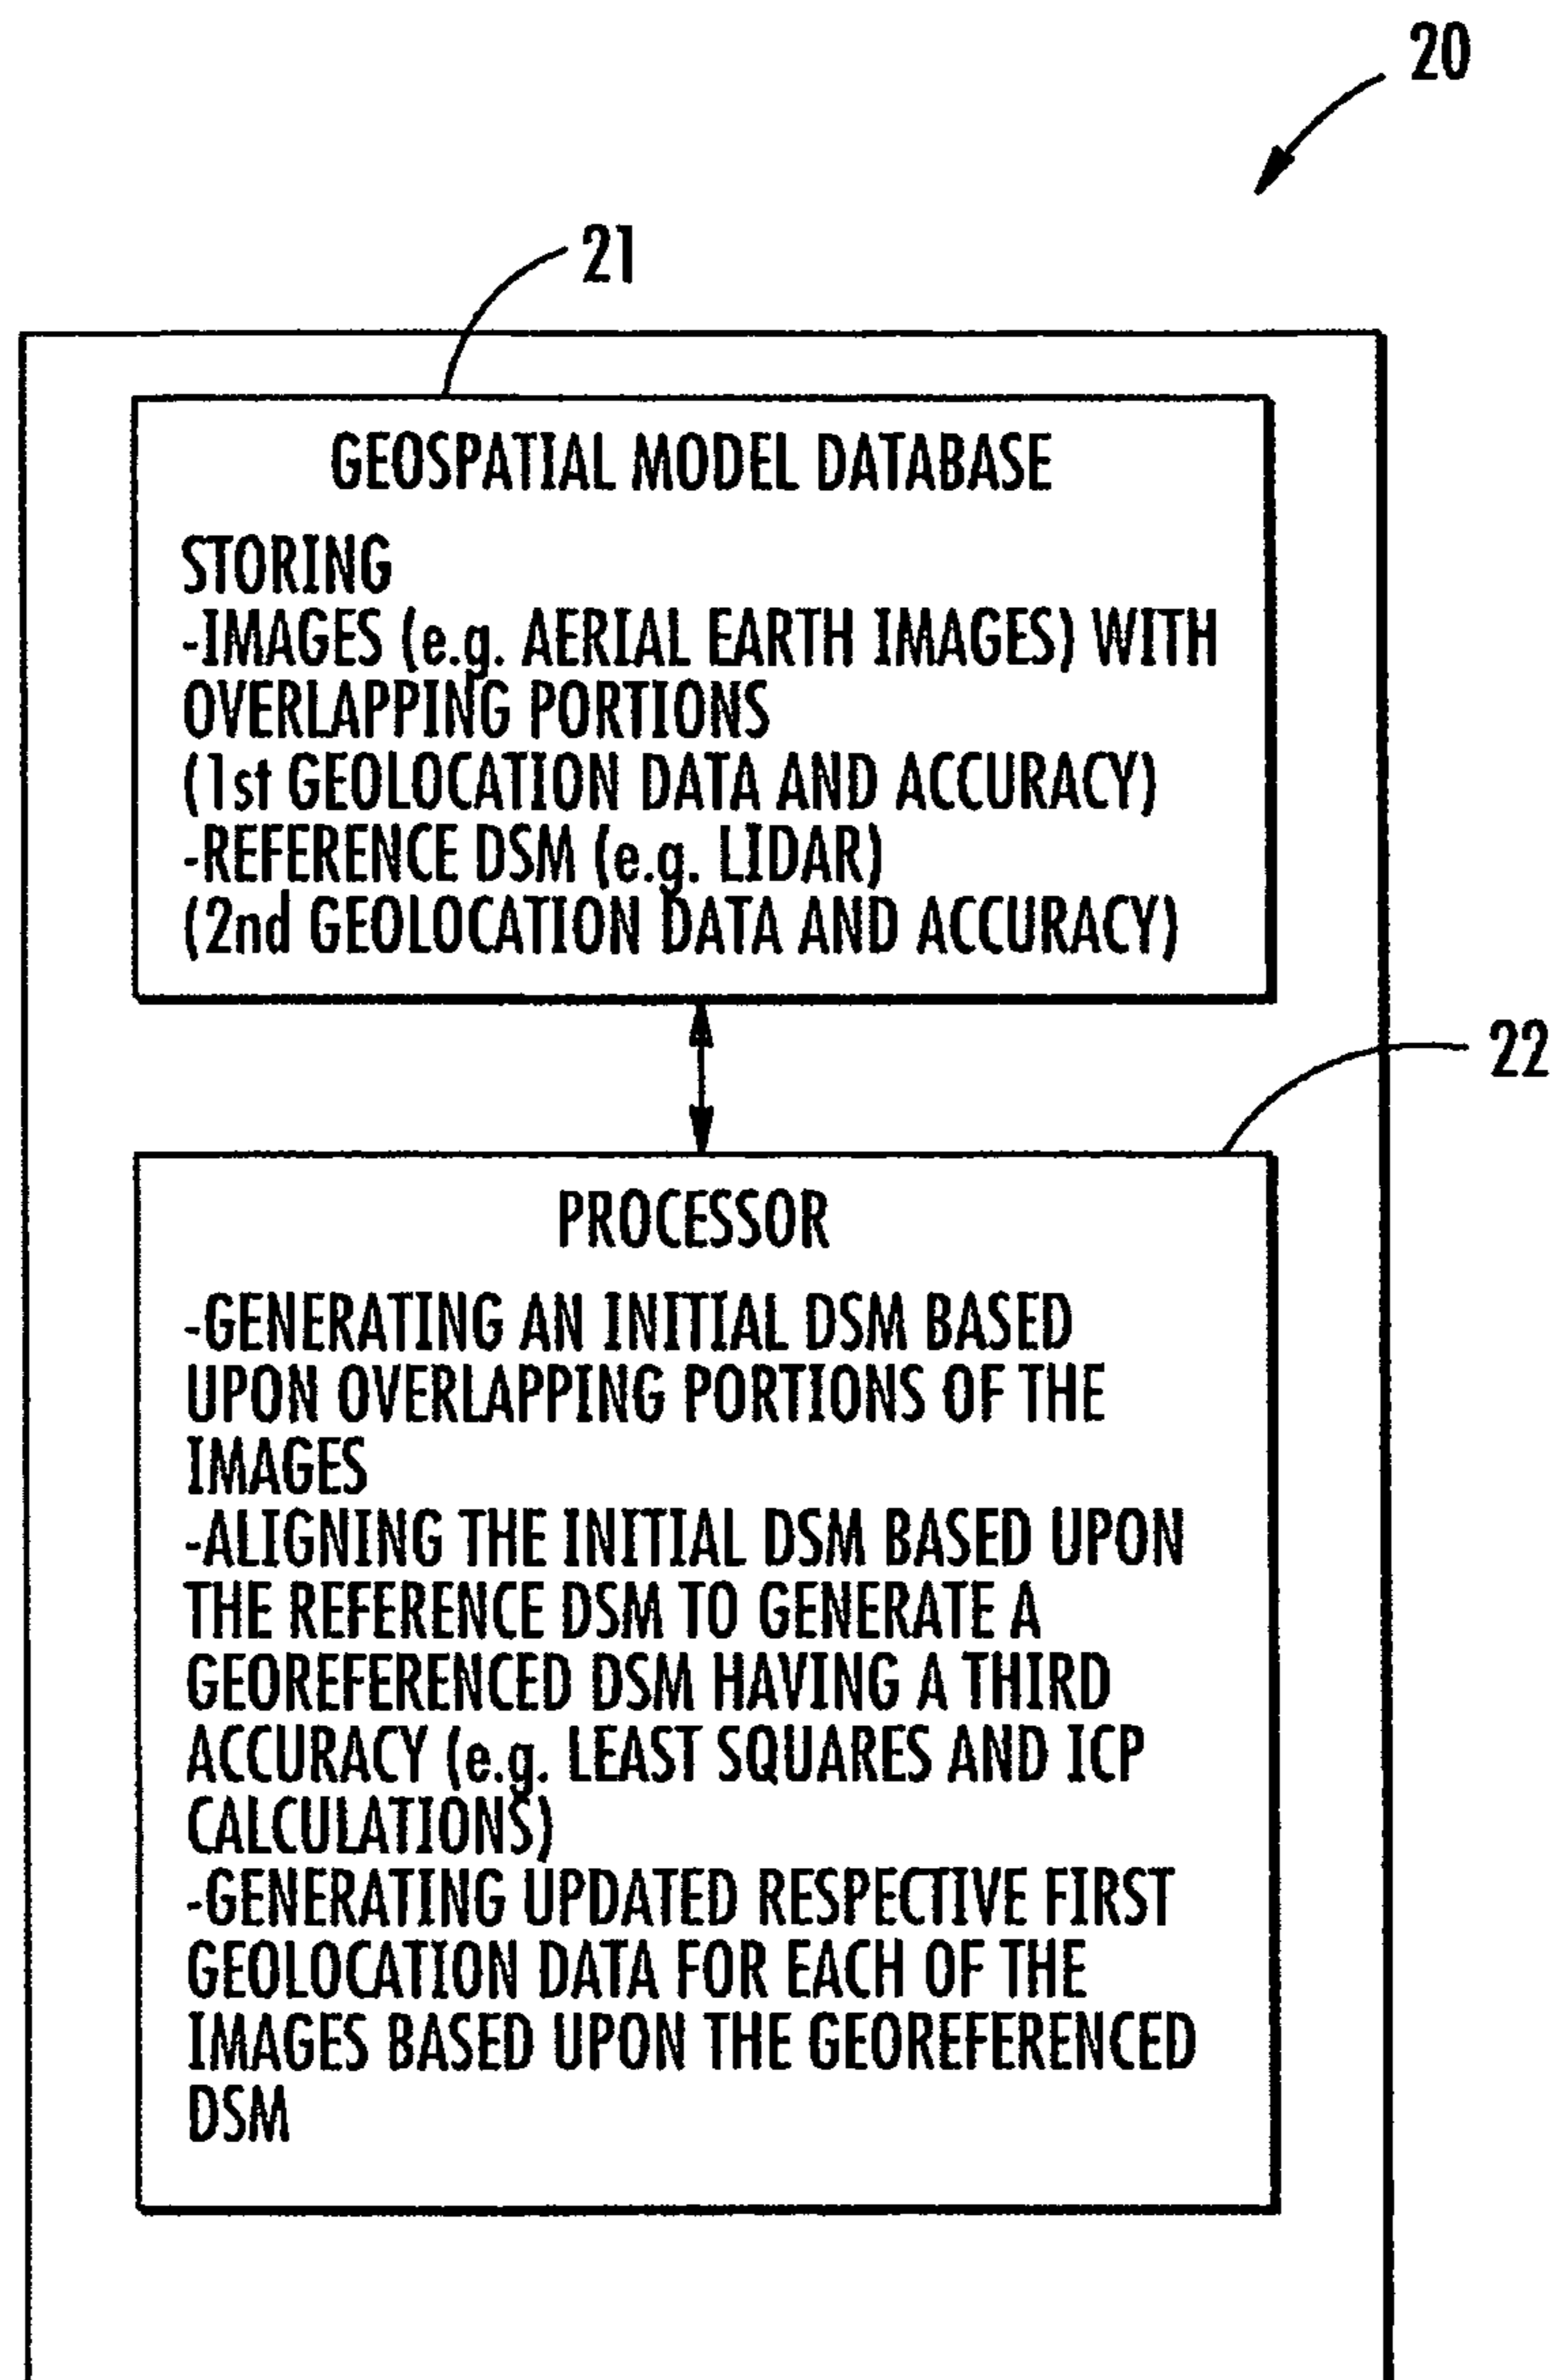 20
21
GEOSPATIAL MODEL DATABASE
STORING
-IMAGES (e.g. AERIAL EARTH IMAGES) WITH
OVERLAPPING PORTIONS
(1st GEOLOCATION DATA AND ACCURACY)
-REFERENCE DSM (e.g. LIDAR)
(2nd GEOLOCATION DATA AND ACCURACY)
22
PROCESSOR
-GENERATING AN INITIAL DSM BASED
UPON OVERLAPPING PORTIONS OF THE
IMAGES
-ALIGNING THE INITIAL DSM BASED UPON
THE REFERENCE DSM TO GENERATE A
GEOREFERENCED DSM HAVING A THIRD
ACCURACY (e.g. LEAST SQUARES AND ICP
CALCULATIONS)
-GENERATING UPDATED RESPECTIVE FIRST
GEOLOCATION DATA FOR EACH OF THE
IMAGES BASED UPON THE GEOREFERENCED
DSM